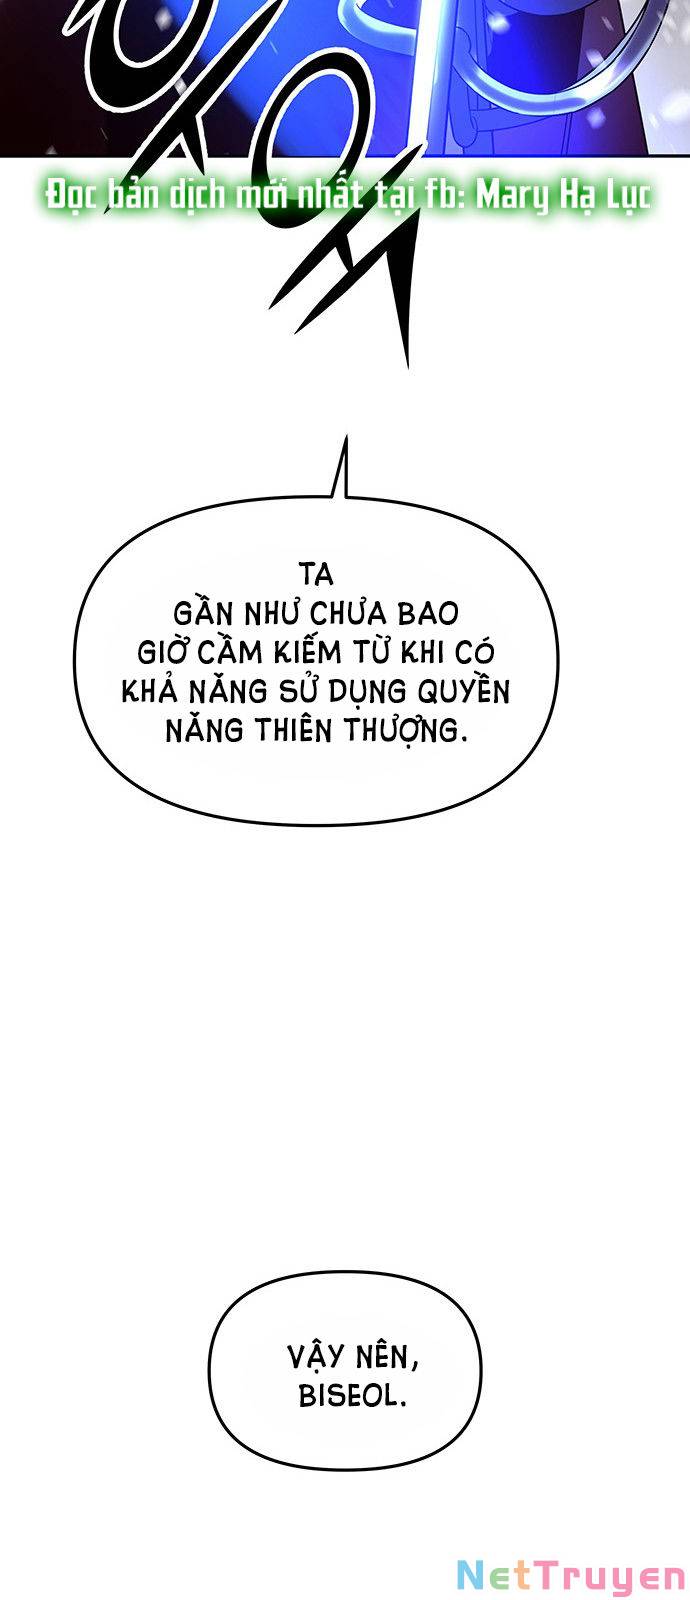 Đọc bản dịch mới nhất tại fb: Mary Hạ Lục
TA
GẦN NHƯ CHƯA BAO
GIỜ CẦM KIẾM TỪ KHI CÓ
KHẢ NĂNG SỬ DỤNG QUYỀN
NĂNG THIÊN THƯỢNG.
VẬY NÊN,
BISEOL.
NetTruyen